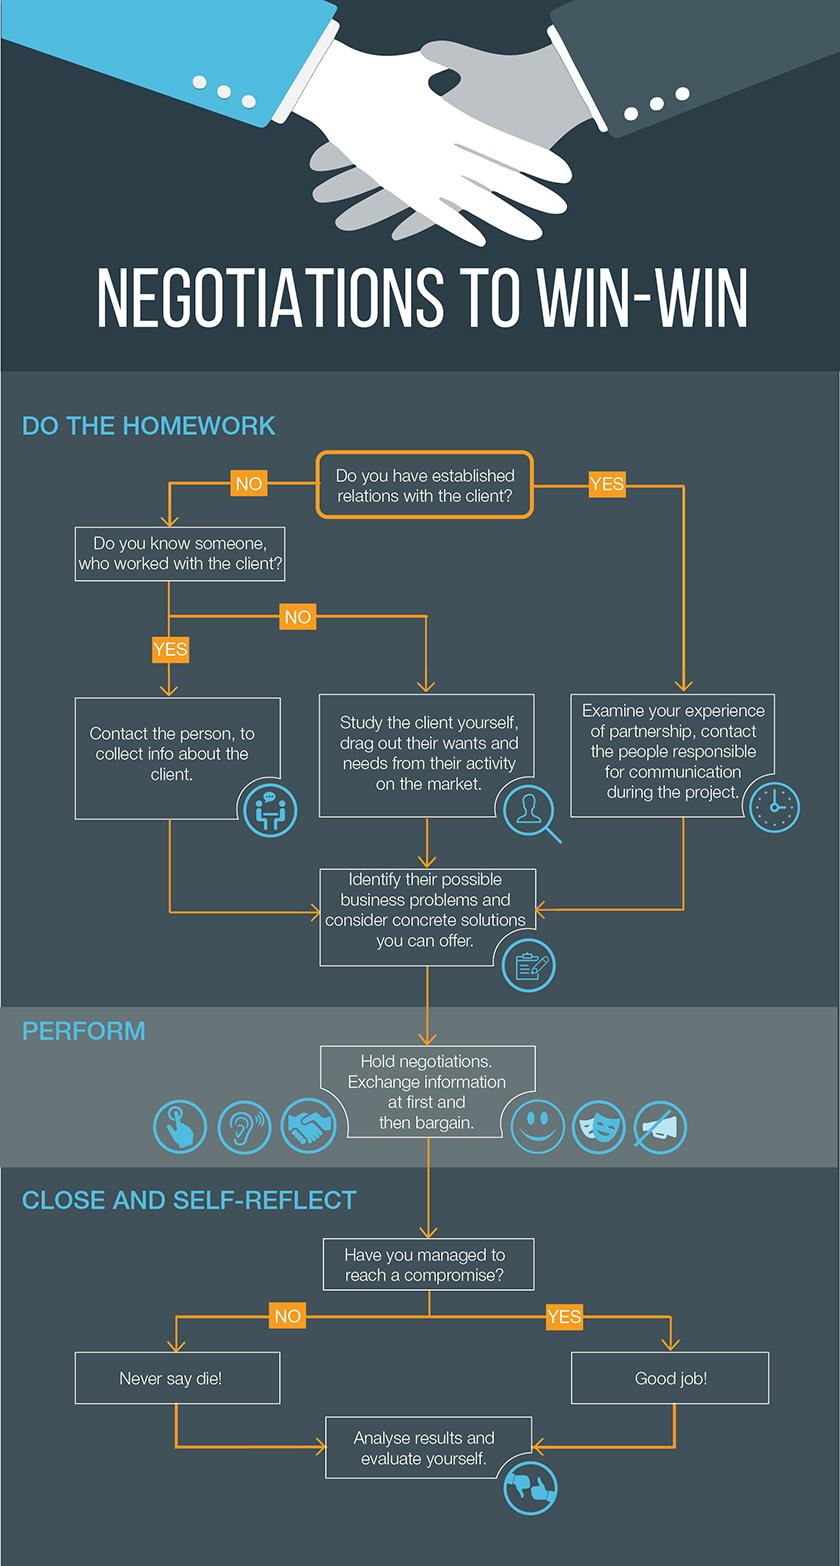 NEGOTIATIONS TO WIN-WIN
DO THE HOMEWORK
Do you have established
relations with the client?
NO
YES
Do you know someone,
who worked with the client?
NO
YES
Contact the person, to
collect info about the
client.
Study the client yourself,
drag out their wants and
needs from their activity
on the market.
Examine your experience
of partnership, contact
the people responsible
for communication
during the project.
Identify their possible
business problems and
consider concrete solutions
you can offer.
PERFORM
Hold negotiations.
Exchange information
at first and
then bargain.
CLOSE AND SELF-REFLECT
Have you managed to
reach a compromise?
NO
YES
Never say die!
Good job!
Analyse results and
evaluate yourself.